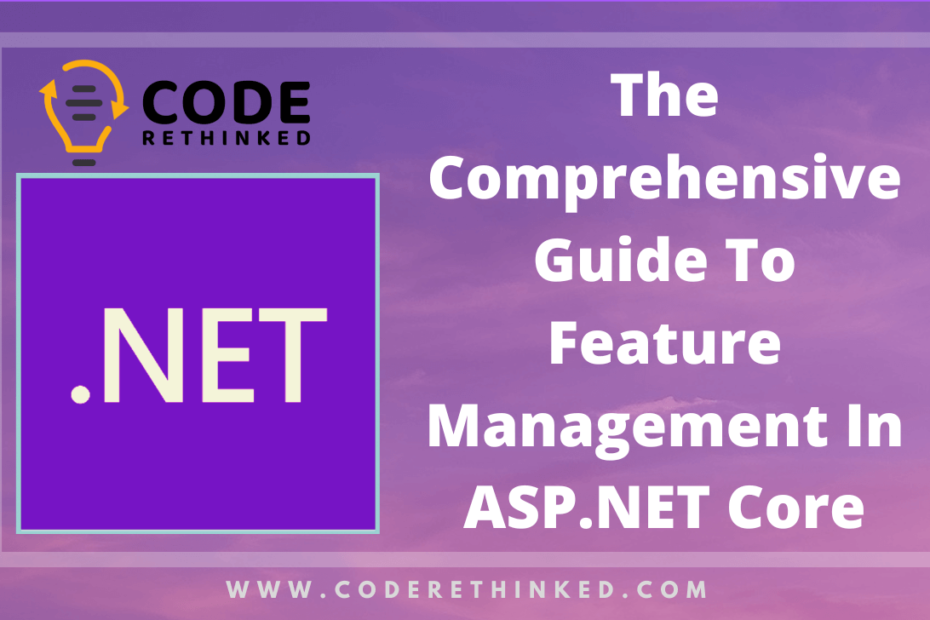 CODE
RETHINKED
.NET
The
Comprehensive
Guide To
Feature
Management In
ASP.NET Core
WWW.CODERETHINKED.COM